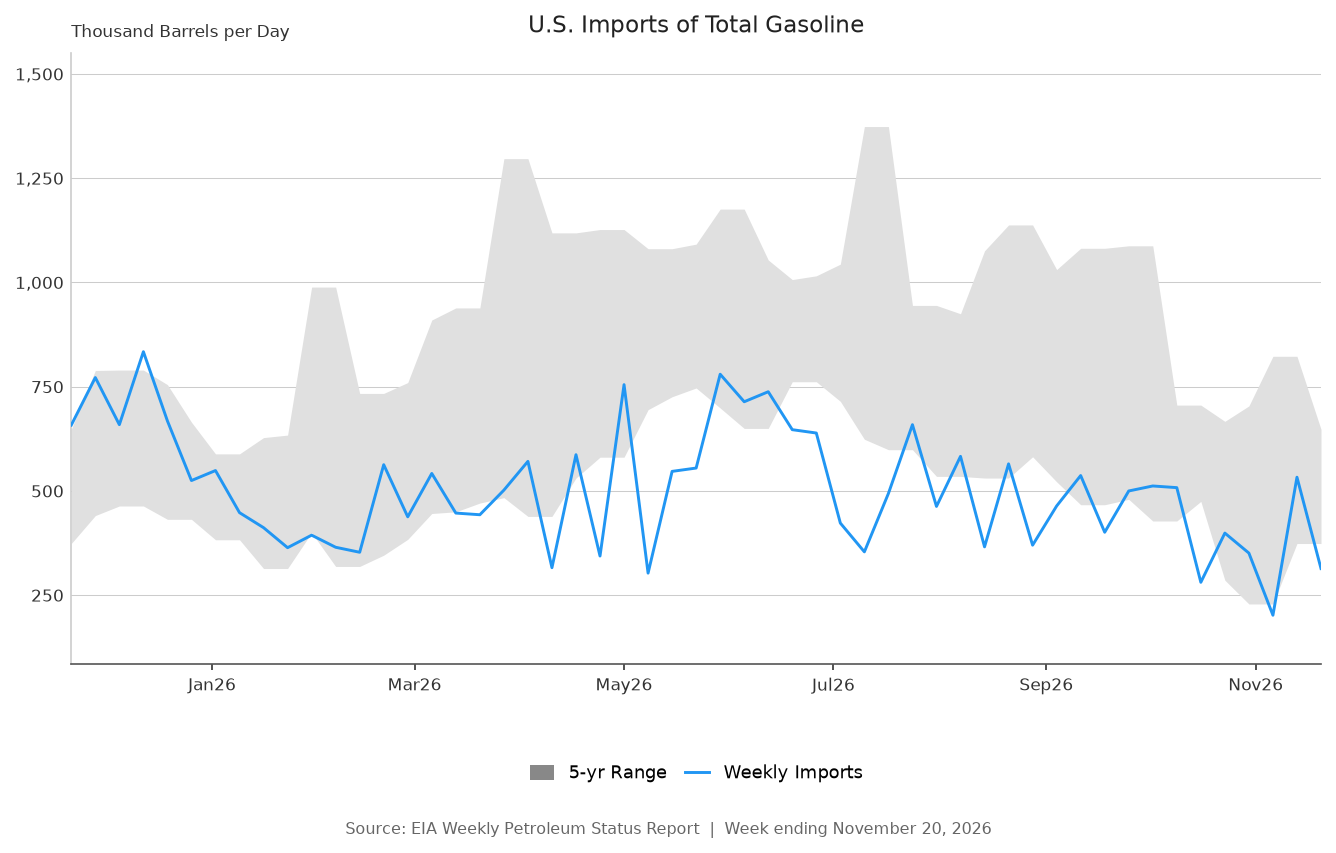 U.S. Imports of Total Gasoline
Thousand Barrels per Day
1,500
1,250
1,000
750
500
250
Jan26 Mar26 May26 Jul26 Sep26 Nov26
5-yr Range Weekly Imports
Source: EIA Weekly Petroleum Status Report | Week ending November 20, 2026